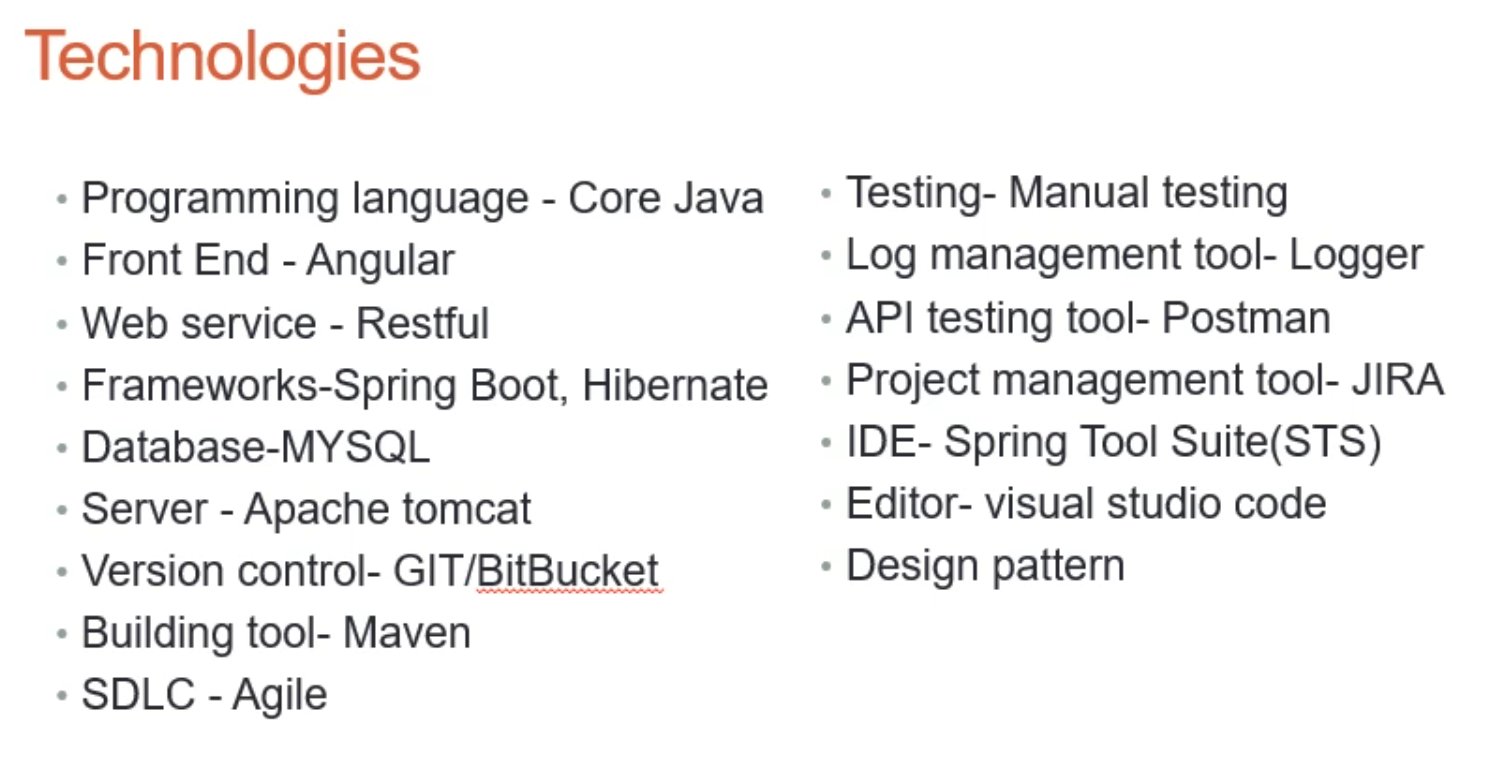 Technologies
Programming language - Core Java
Front End - Angular
Web service - Restful
Frameworks-Spring Boot, Hibernate
Database-MYSQL
Server - Apache tomcat
Version control- GIT/BitBucket
Building tool- Maven
SDLC - Agile
Testing- Manual testing
Log management tool- Logger
API testing tool- Postman
Project management tool- JIRA
IDE- Spring Tool Suite(STS)
Editor- visual studio code
Design pattern